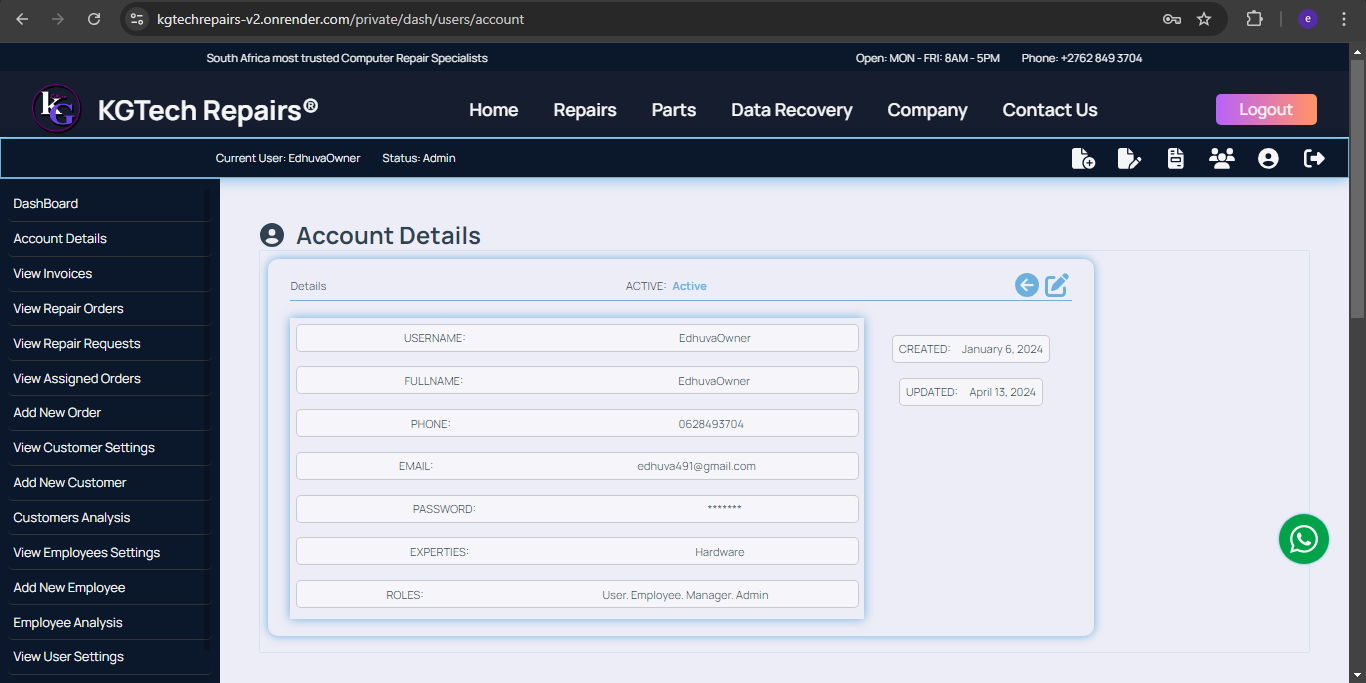 kgtechrepairs-v2.onrender.com/private/dash/users/account
e
South Africa most trusted Computer Repair Specialists
Open: MON - FRI: 8AM - 5PM
Phone: +2762 849 3704
KG
KGTech Repairs®
Home
Repairs
Parts
Data Recovery
Company
Contact Us
Logout
Current User: EdhuvaOwner
Status: Admin
DashBoard
Account Details
View Invoices
View Repair Orders
View Repair Requests
View Assigned Orders
Add New Order
View Customer Settings
Add New Customer
Customers Analysis
View Employees Settings
Add New Employee
Employee Analysis
View User Settings
Account Details
Details
ACTIVE: Active
USERNAME: EdhuvaOwner
FULLNAME: EdhuvaOwner
PHONE: 0628493704
EMAIL: edhuva491@gmail.com
PASSWORD: *******
EXPERTIES: Hardware
ROLES: User. Employee. Manager. Admin
CREATED: January 6, 2024
UPDATED: April 13, 2024